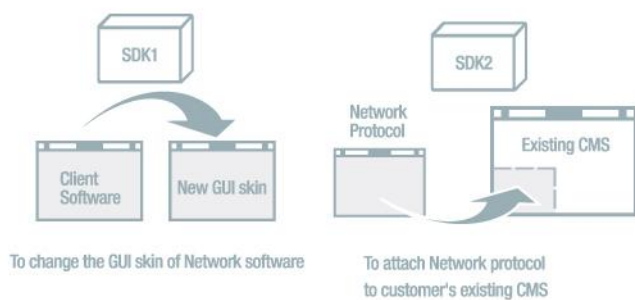 SDK1
Client
Software
New GUI skin
To change the GUI skin of Network software
SDK2
Network
Protocol
Existing CMS
To attach Network protocol
to customer's existing CMS